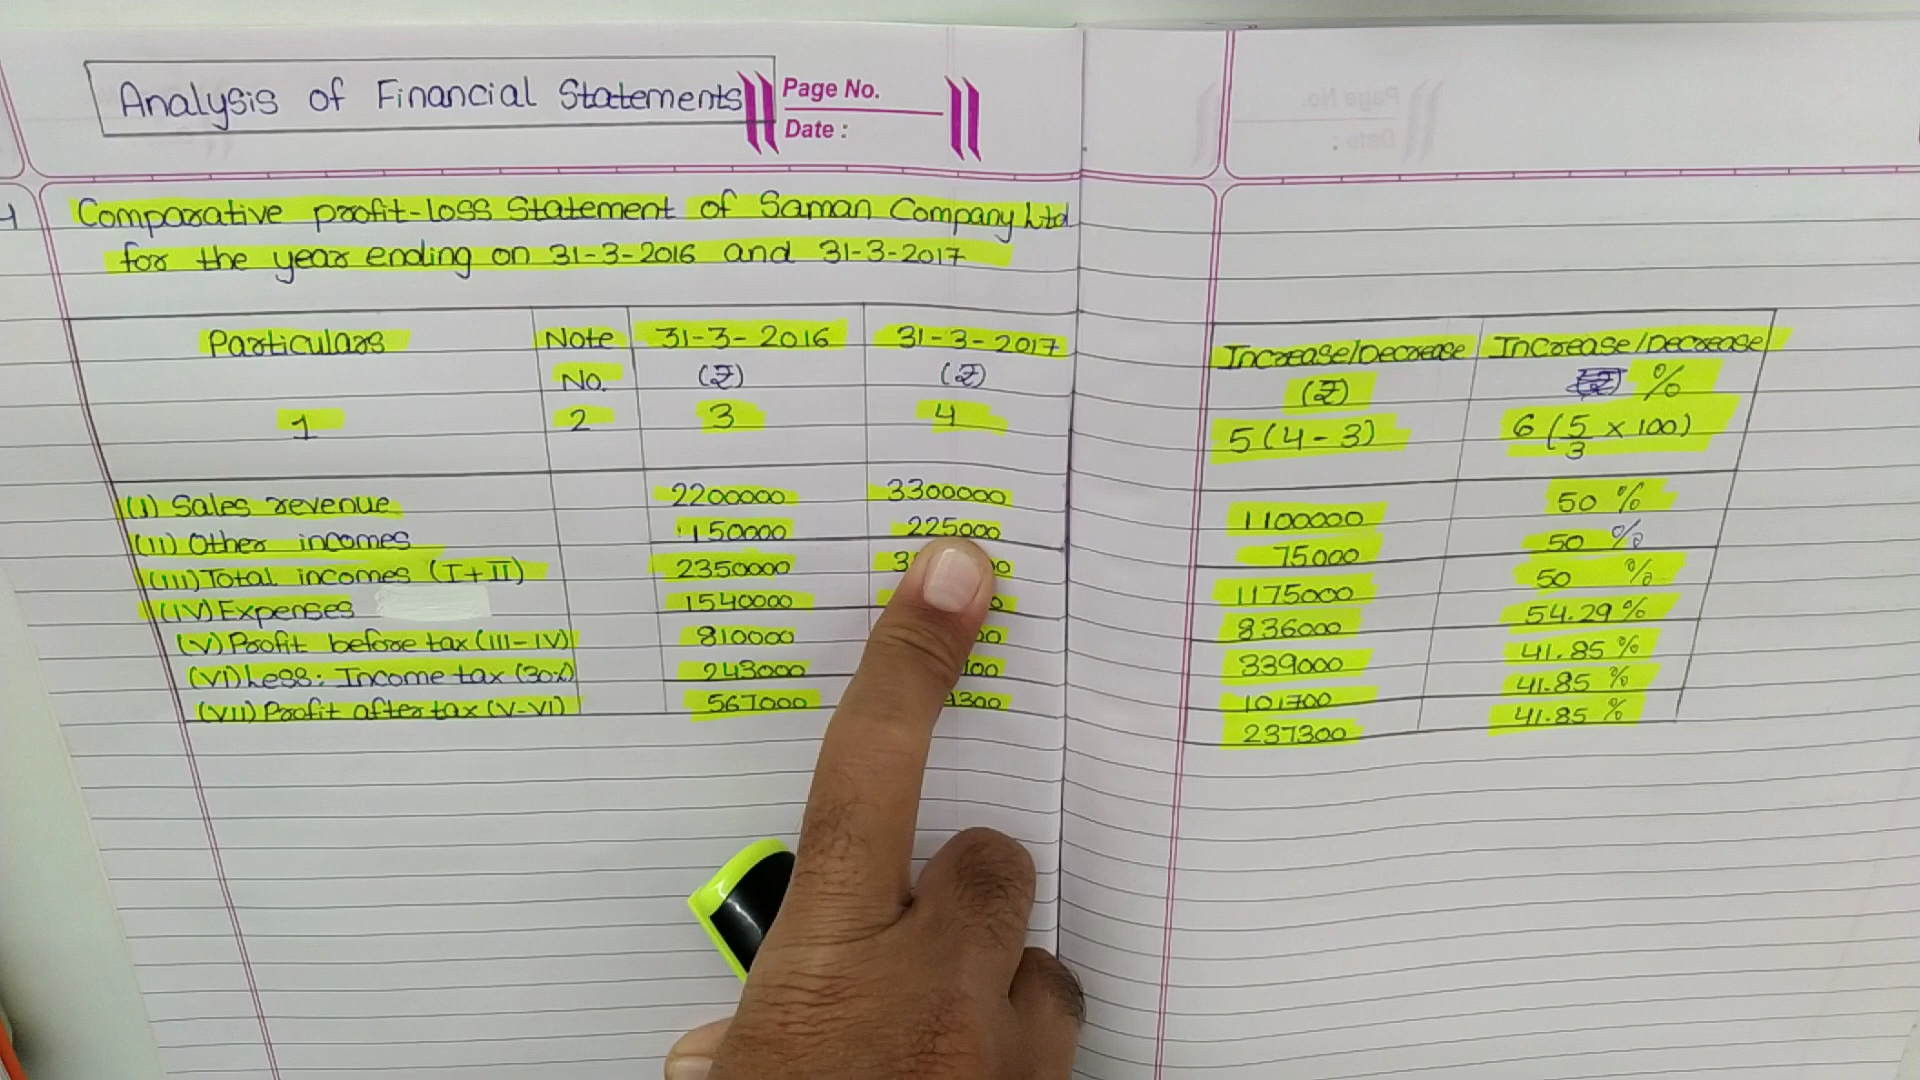 Analysis of Financial Statements
Page No.
Date :
Comparative profit-loss Statement of Saman Company Ltd
for the year ending on 31-3-2016 and 31-3-2017
Particulars Note No. 31-3-2016 (₹) 31-3-2017 (₹) Increase/Decrease (₹) Increase/Decrease %
1 2 3 4 5 (4-3) 6 (5/3 x 100)
(I) Sales revenue 2200000 3300000 1100000 50 %
(II) Other incomes 150000 225000 75000 50 %
(III) Total incomes (I+II) 2350000 1175000 50 %
(IV) Expenses 1540000 836000 54.29 %
(V) Profit before tax (III-IV) 810000 339000 41.85 %
(VI) Less: Income tax (30%) 243000 101700 41.85 %
(VII) Profit after tax (V-VI) 567000 237300 41.85 %